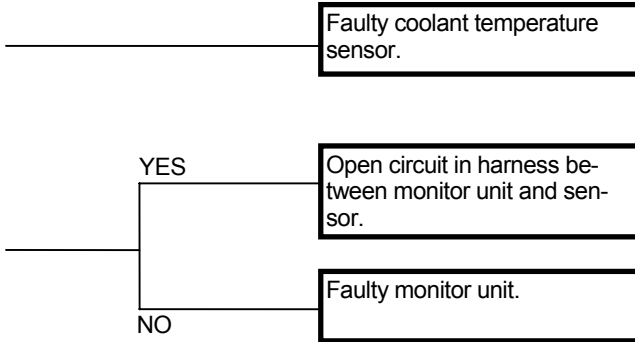 Faulty coolant temperature
sensor.
YES
Open circuit in harness be-
tween monitor unit and sen-
sor.
Faulty monitor unit.
NO